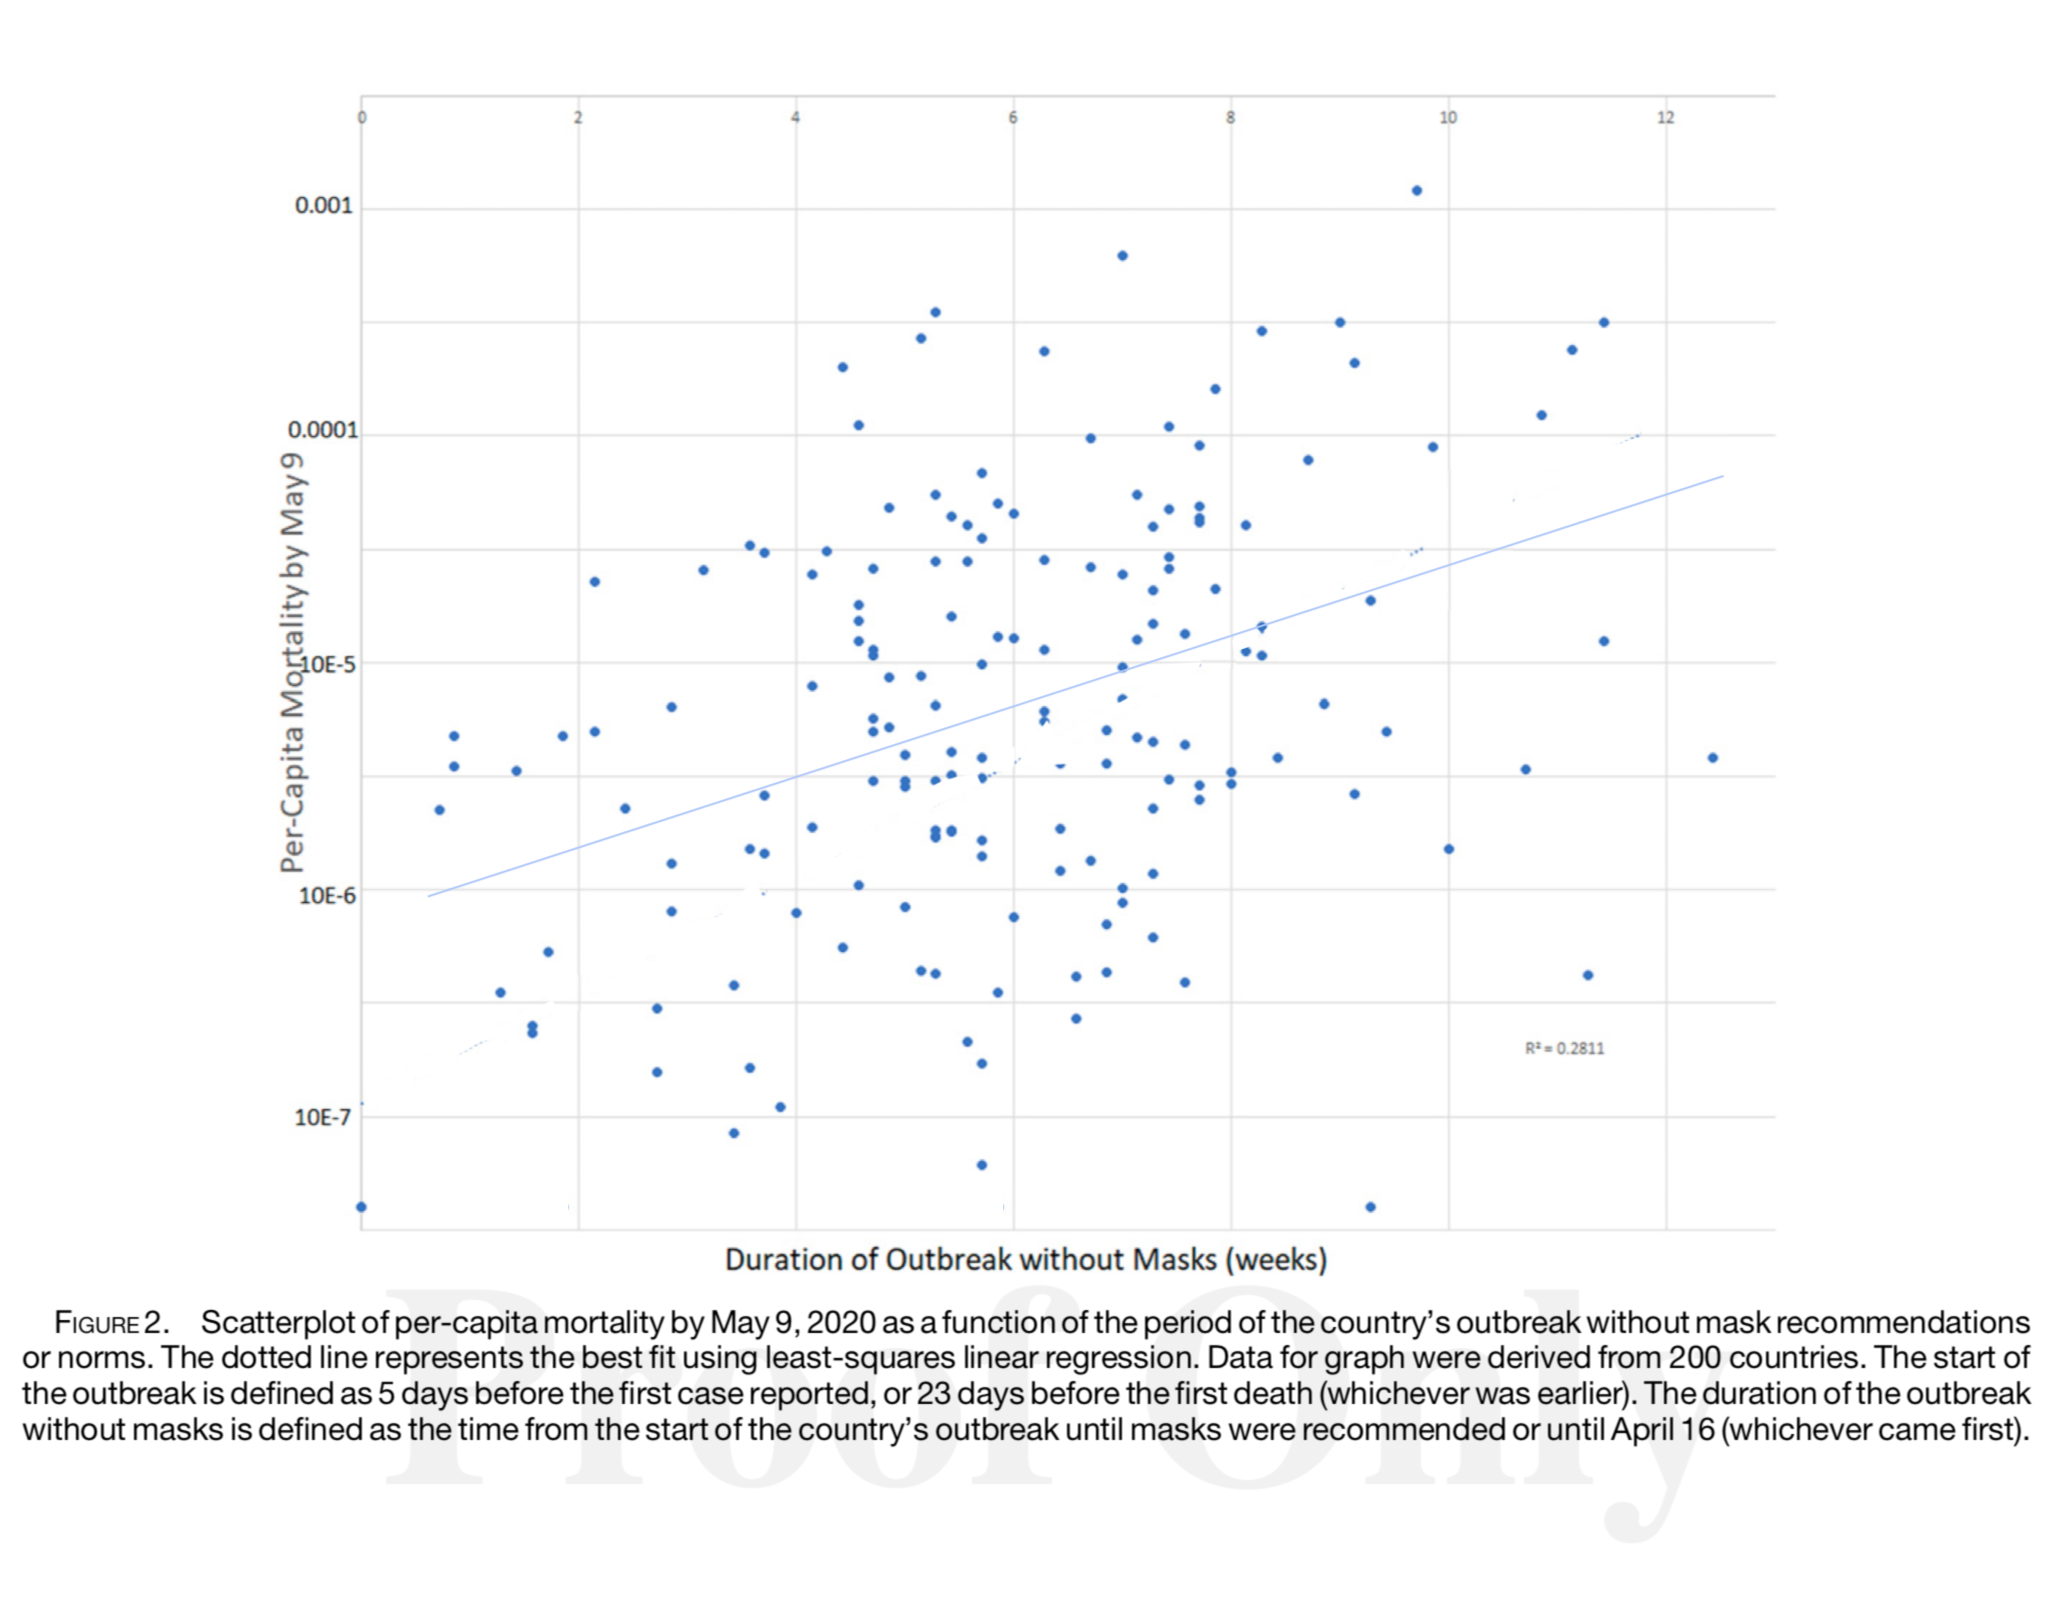 0 2 4 6 8 10 12
0.001
0.0001
10E-5
10E-6
10E-7
Per-Capita Mortality by May 9
R² = 0.2811
Duration of Outbreak without Masks (weeks)
Proof Only
FIGURE 2. Scatterplot of per-capita mortality by May 9, 2020 as a function of the period of the country’s outbreak without mask recommendations
or norms. The dotted line represents the best fit using least-squares linear regression. Data for graph were derived from 200 countries. The start of
the outbreak is defined as 5 days before the first case reported, or 23 days before the first death (whichever was earlier). The duration of the outbreak
without masks is defined as the time from the start of the country’s outbreak until masks were recommended or until April 16 (whichever came first).